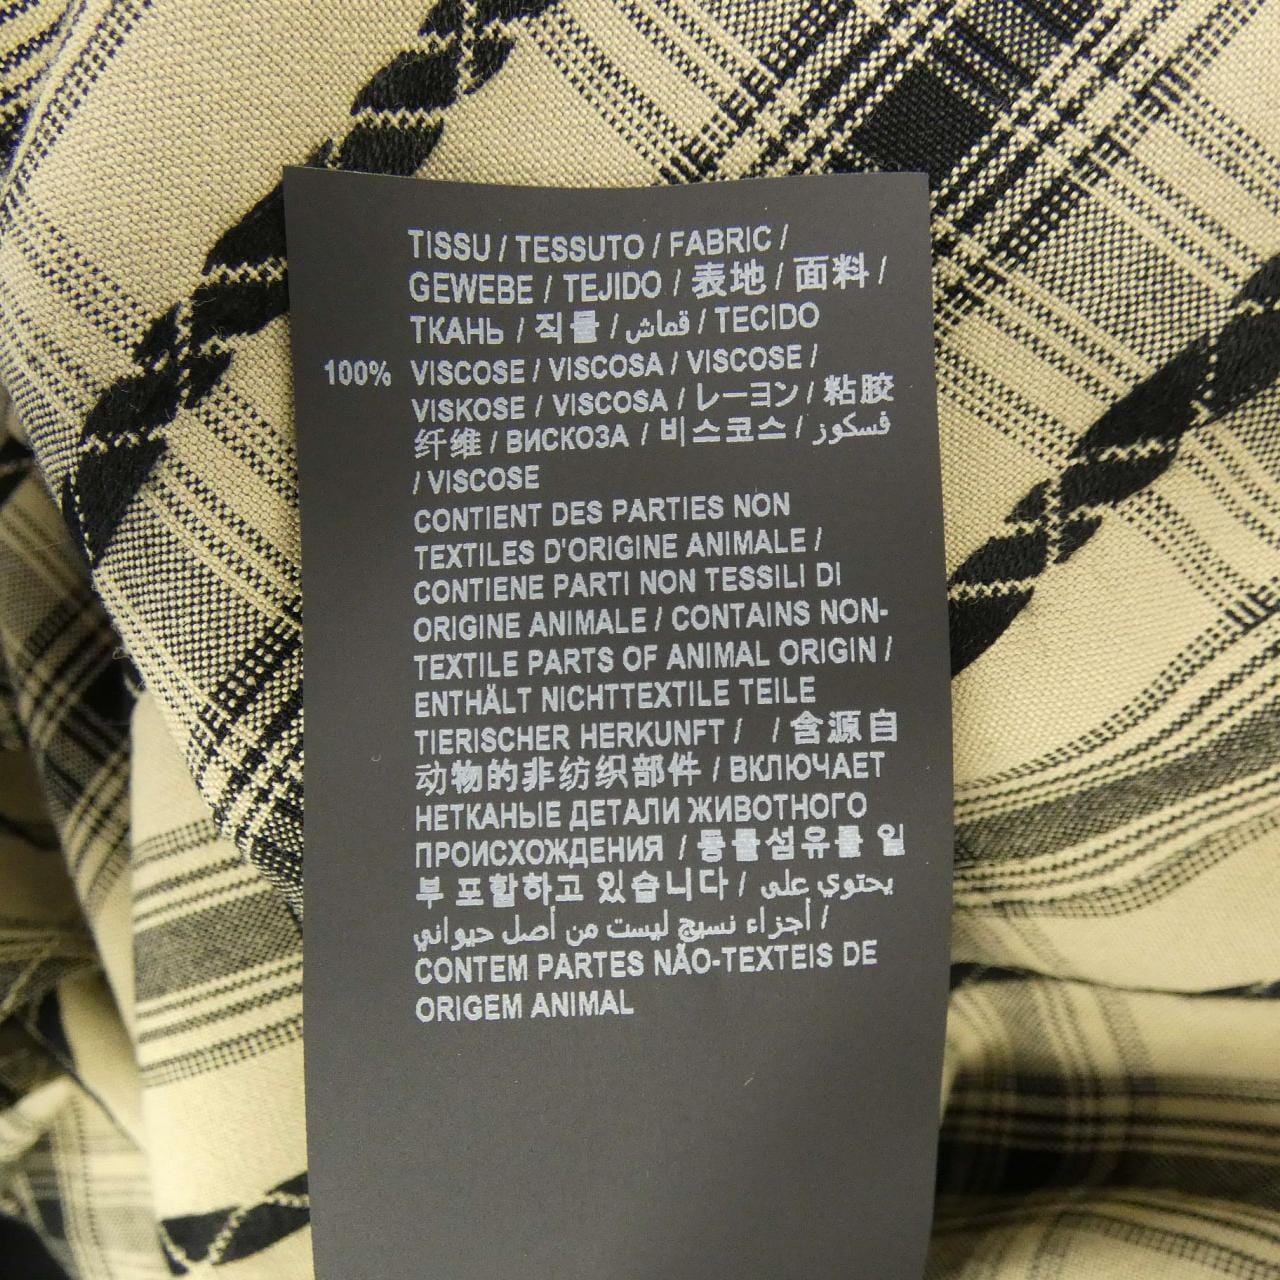 TISSU / TESSUTO / FABRIC /
GEWEBE / TEJIDO / 表地 / 面料 /
ТКАНЬ / 직물 / قماش / TECIDO
100% VISCOSE / VISCOSA / VISCOSE /
VISKOSE / VISCOSA / レーヨン / 粘胶
纤维 / ВИСКОЗА / 비스코스 / فسكوز
/ VISCOSE
CONTIENT DES PARTIES NON
TEXTILES D'ORIGINE ANIMALE /
CONTIENE PARTI NON TESSILI DI
ORIGINE ANIMALE / CONTAINS NON-
TEXTILE PARTS OF ANIMAL ORIGIN /
ENTHÄLT NICHTTEXTILE TEILE
TIERISCHER HERKUNFT / / 含源自
动物的非纺织部件 / ВКЛЮЧАЕТ
НЕТКАНЫЕ ДЕТАЛИ ЖИВОТНОГО
ПРОИСХОЖДЕНИЯ / 동물섬유를 일
부 포함하고 있습니다 / يحتوي على
أجزاء نسيج ليست من أصل حيواني /
CONTEM PARTES NÃO-TEXTEIS DE
ORIGEM ANIMAL